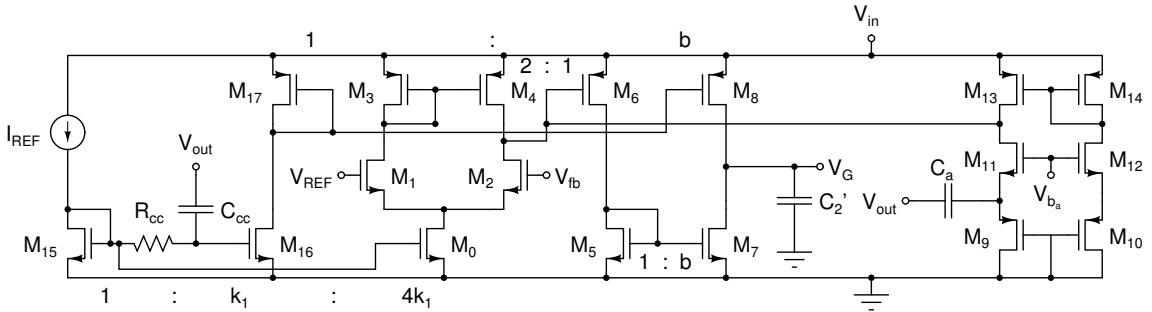 V_in
1 : b
2 : 1
M_17 M_3 M_4 M_6 M_8 M_13 M_14
I_REF
V_out
V_REF M_1 M_2 V_fb
V_G
M_11 M_12
C_a V_b_a
R_cc C_cc
V_out
C_2'
M_15 M_16 M_0 M_5 M_7 M_9 M_10
1 : b
1 : k_1 : 4k_1